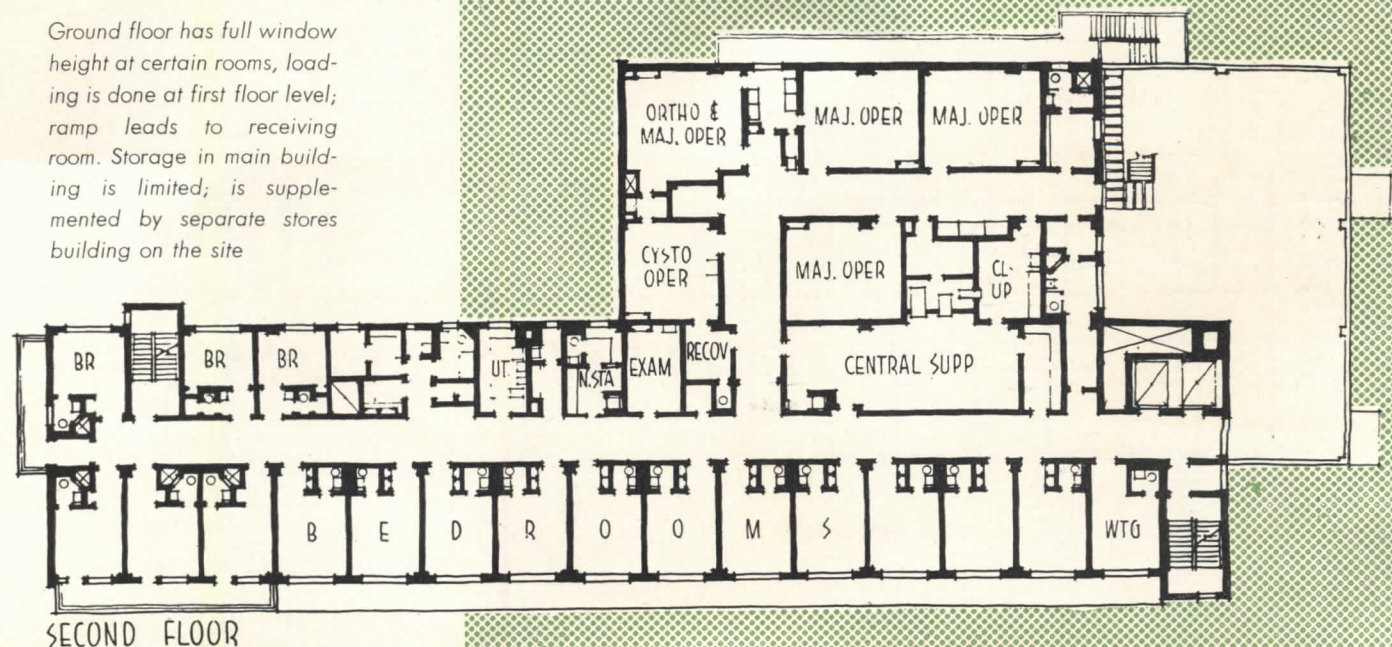 Ground floor has full window
height at certain rooms, load-
ing is done at first floor level;
ramp leads to receiving
room. Storage in main build-
ing is limited; is supple-
mented by separate stores
building on the site
ORTHO &
MAJ. OPER
MAJ. OPER
MAJ. OPER
CYSTO
OPER
MAJ. OPER
CL-
UP
BR
BR
BR
UT.
N.STA
EXAM
RECOV
CENTRAL SUPP
B E D R O O M S
WTG
SECOND FLOOR